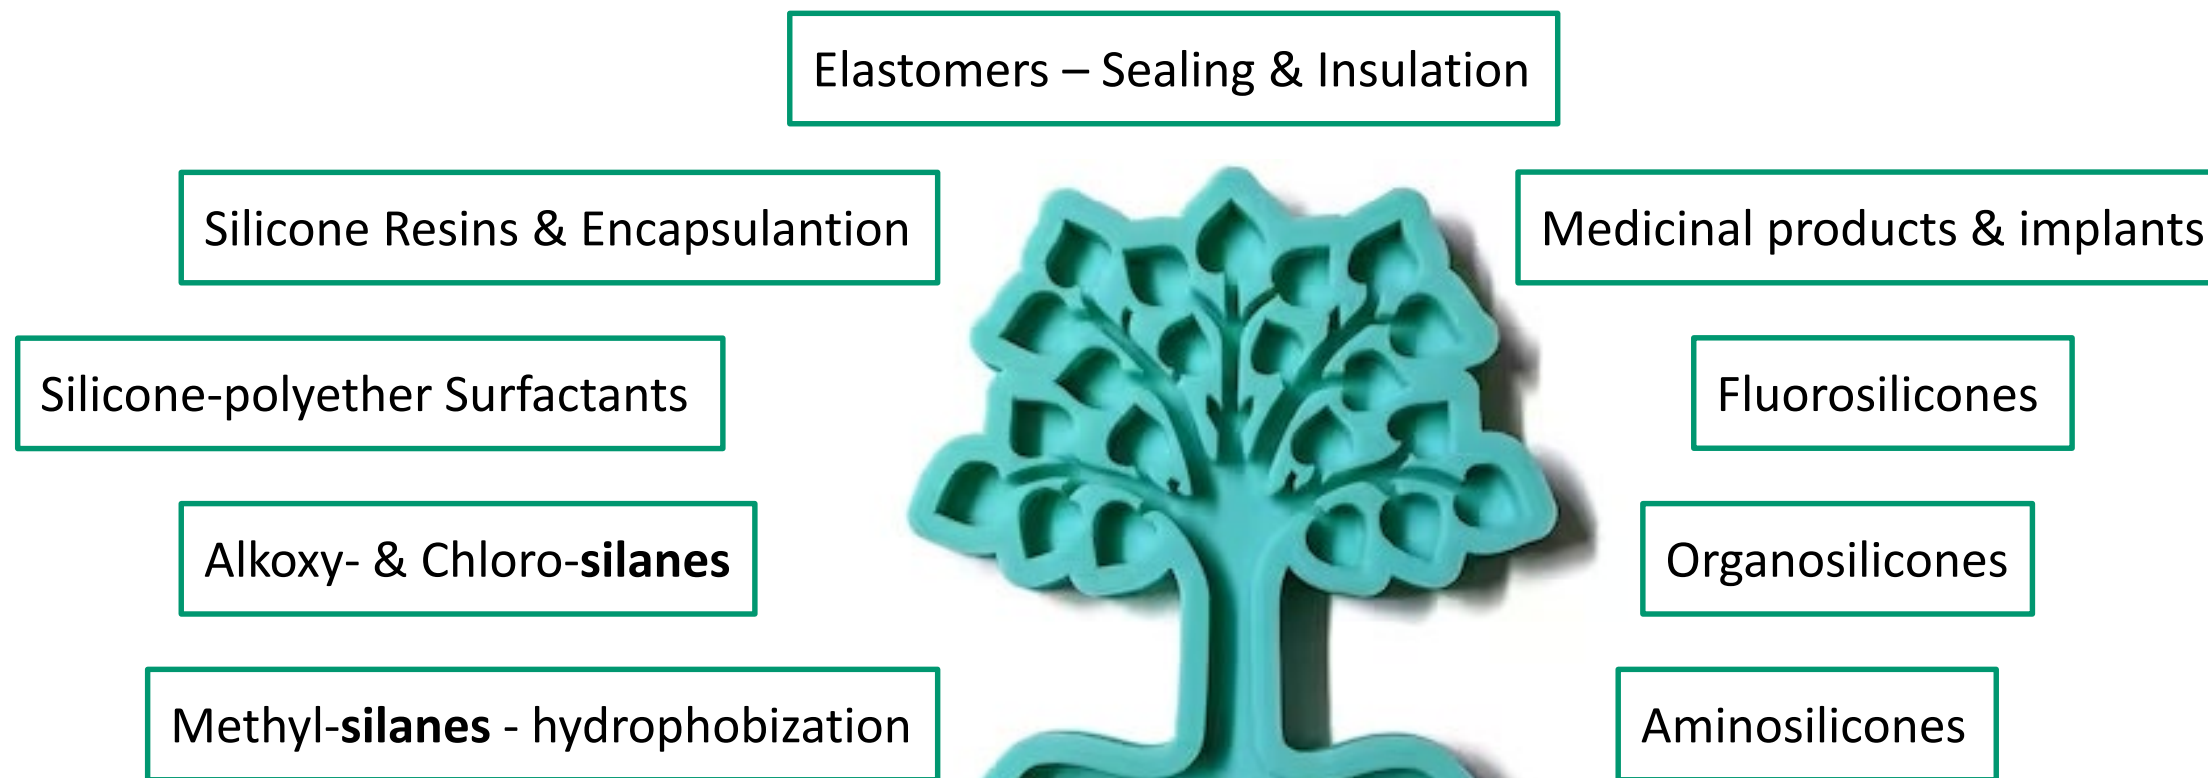 Elastomers – Sealing & Insulation
Silicone Resins & Encapsulantion
Medicinal products & implants
Silicone-polyether Surfactants
Fluorosilicones
Alkoxy- & Chloro-silanes
Organosilicones
Methyl-silanes - hydrophobization
Aminosilicones